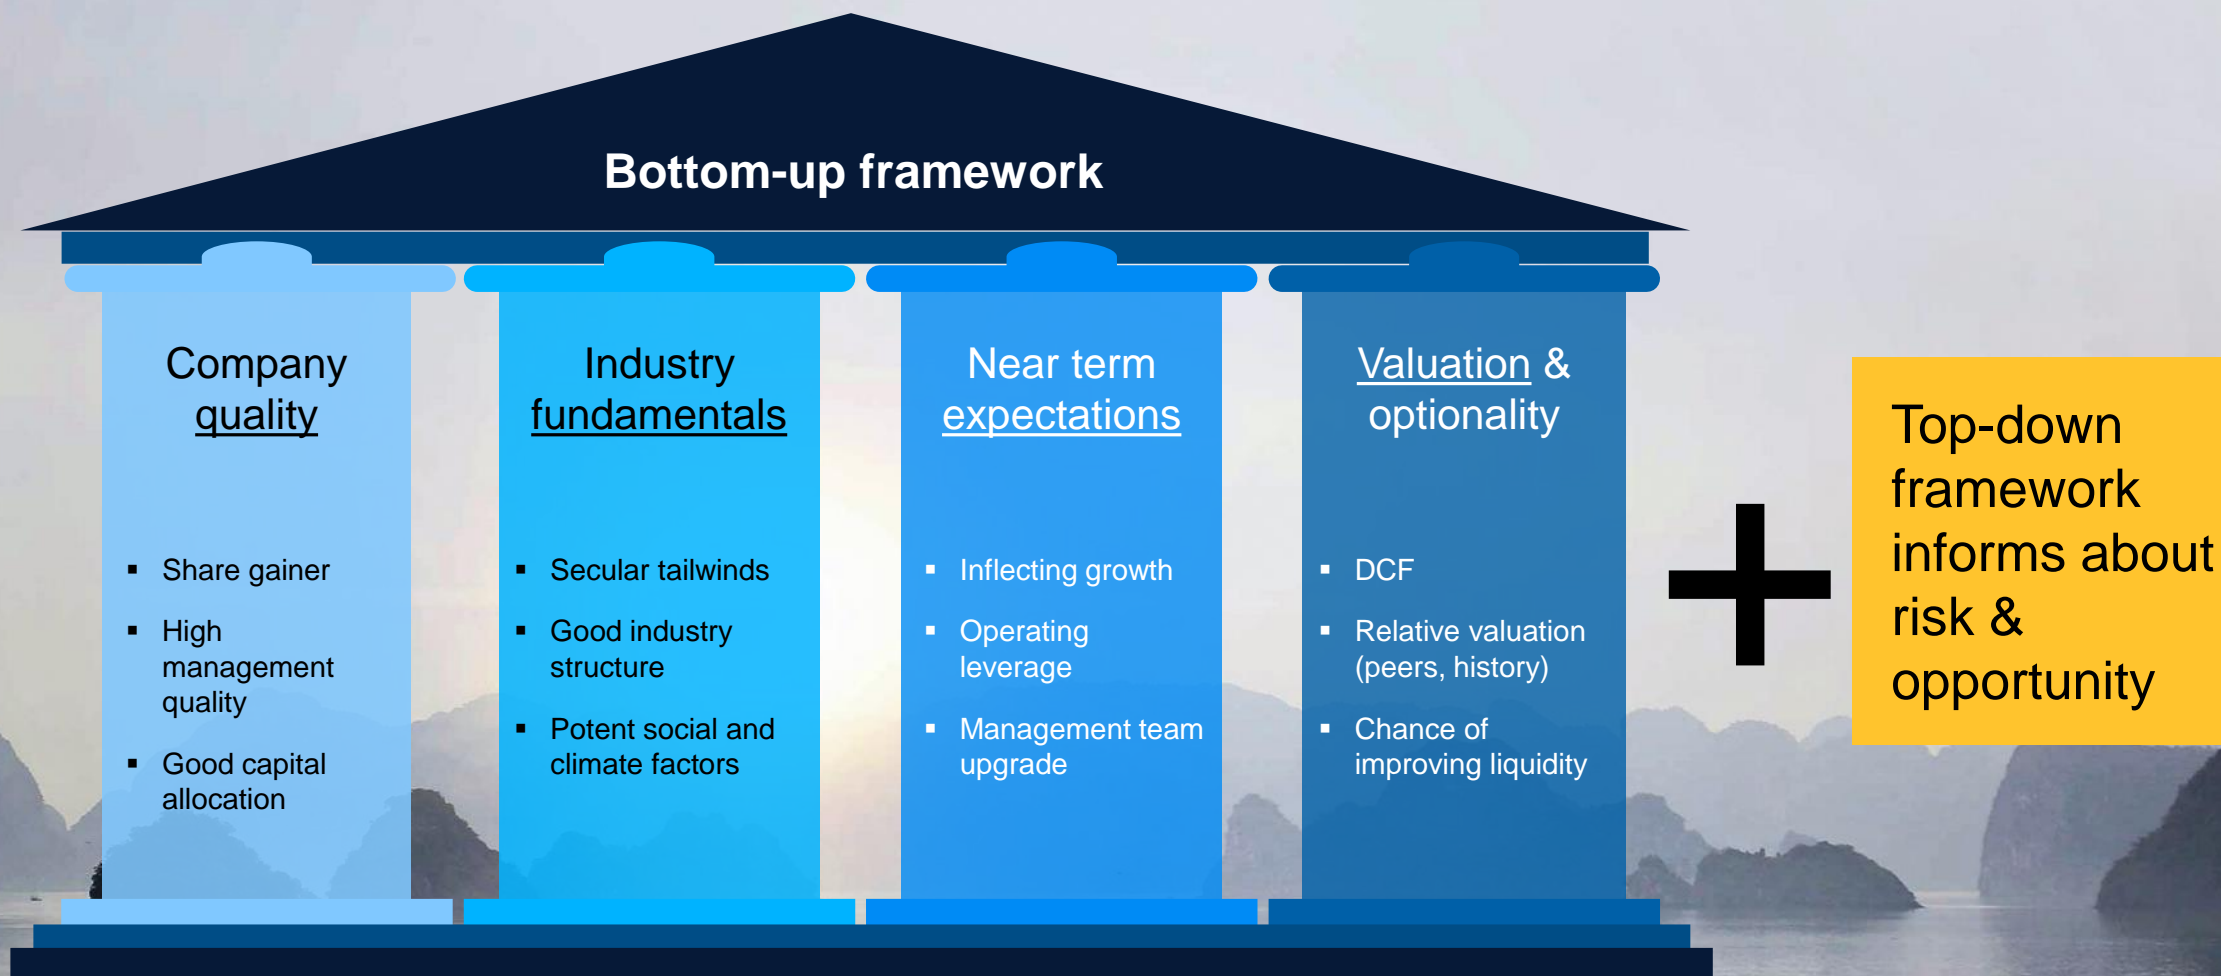 Bottom-up framework
Company
quality
▪ Share gainer
▪ High
management
quality
▪ Good capital
allocation
Industry
fundamentals
▪ Secular tailwinds
▪ Good industry
structure
▪ Potent social and
climate factors
Near term
expectations
▪ Inflecting growth
▪ Operating
leverage
▪ Management team
upgrade
Valuation &
optionality
▪ DCF
▪ Relative valuation
(peers, history)
▪ Chance of
improving liquidity
+
Top-down
framework
informs about
risk &
opportunity